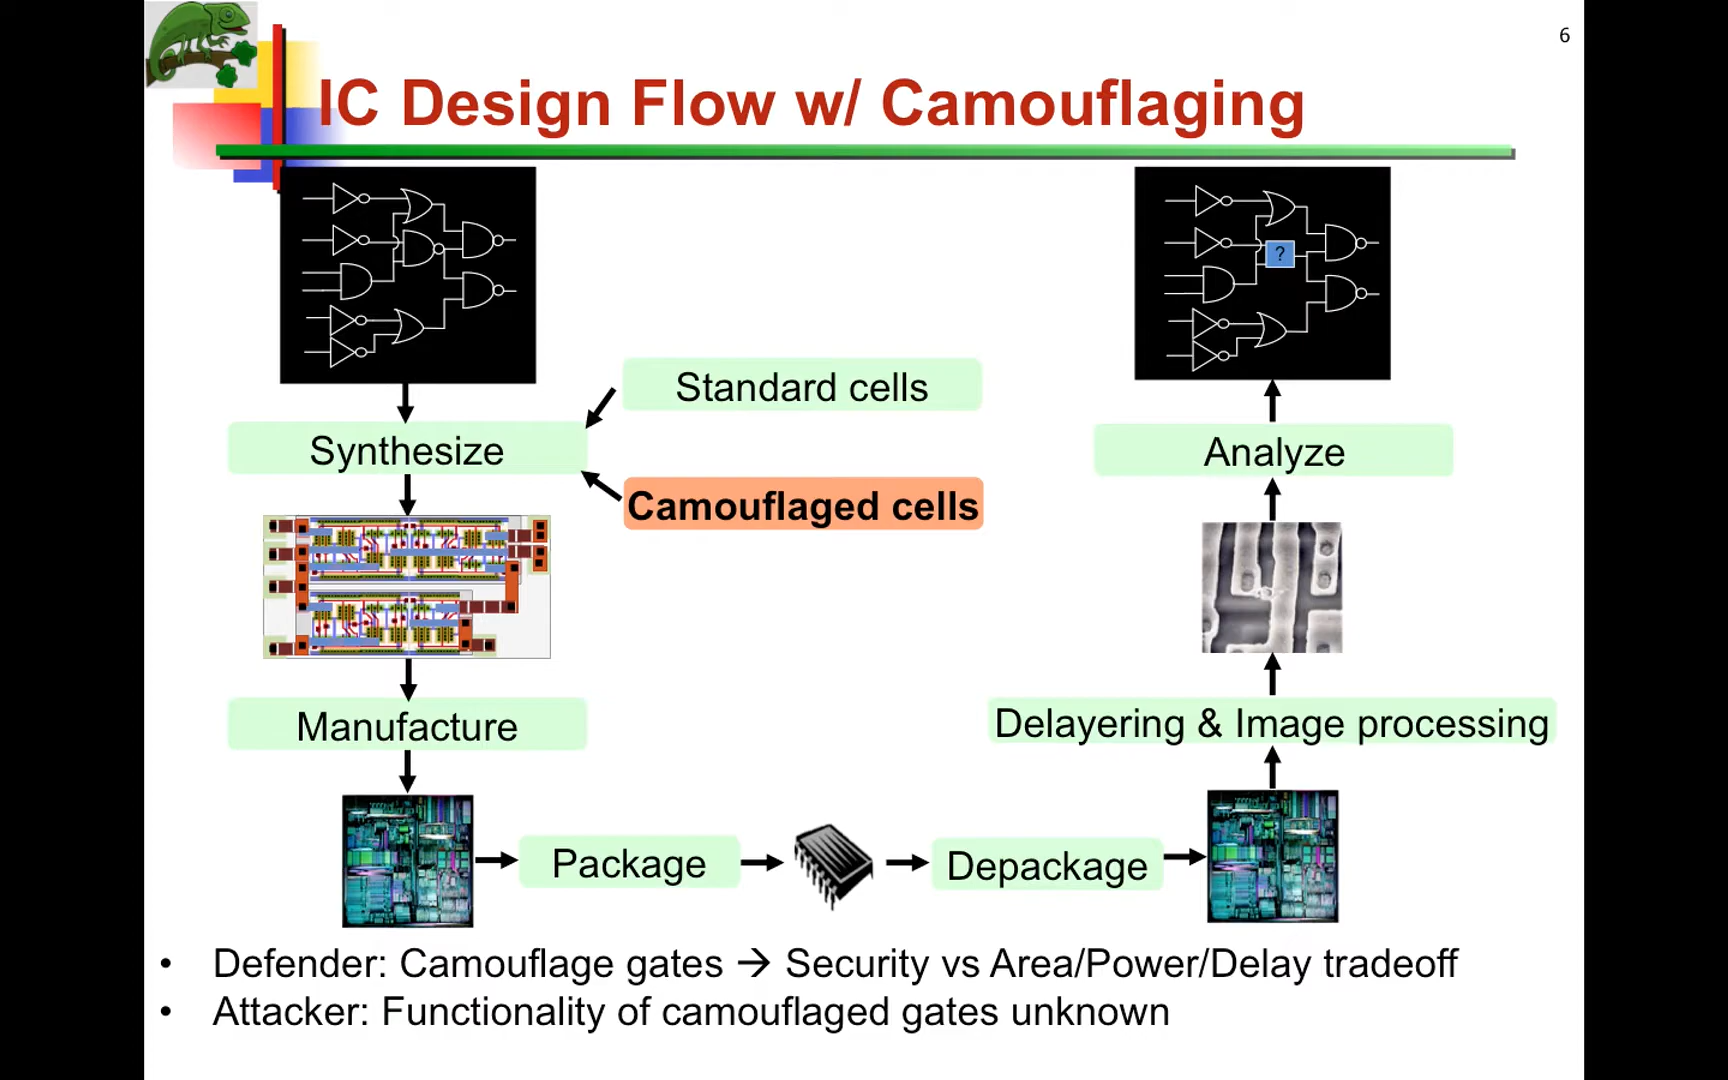 6
IC Design Flow w/ Camouflaging
?
Standard cells
Synthesize
Analyze
Camouflaged cells
Manufacture
Delayering & Image processing
Package
Depackage
• Defender: Camouflage gates → Security vs Area/Power/Delay tradeoff
• Attacker: Functionality of camouflaged gates unknown